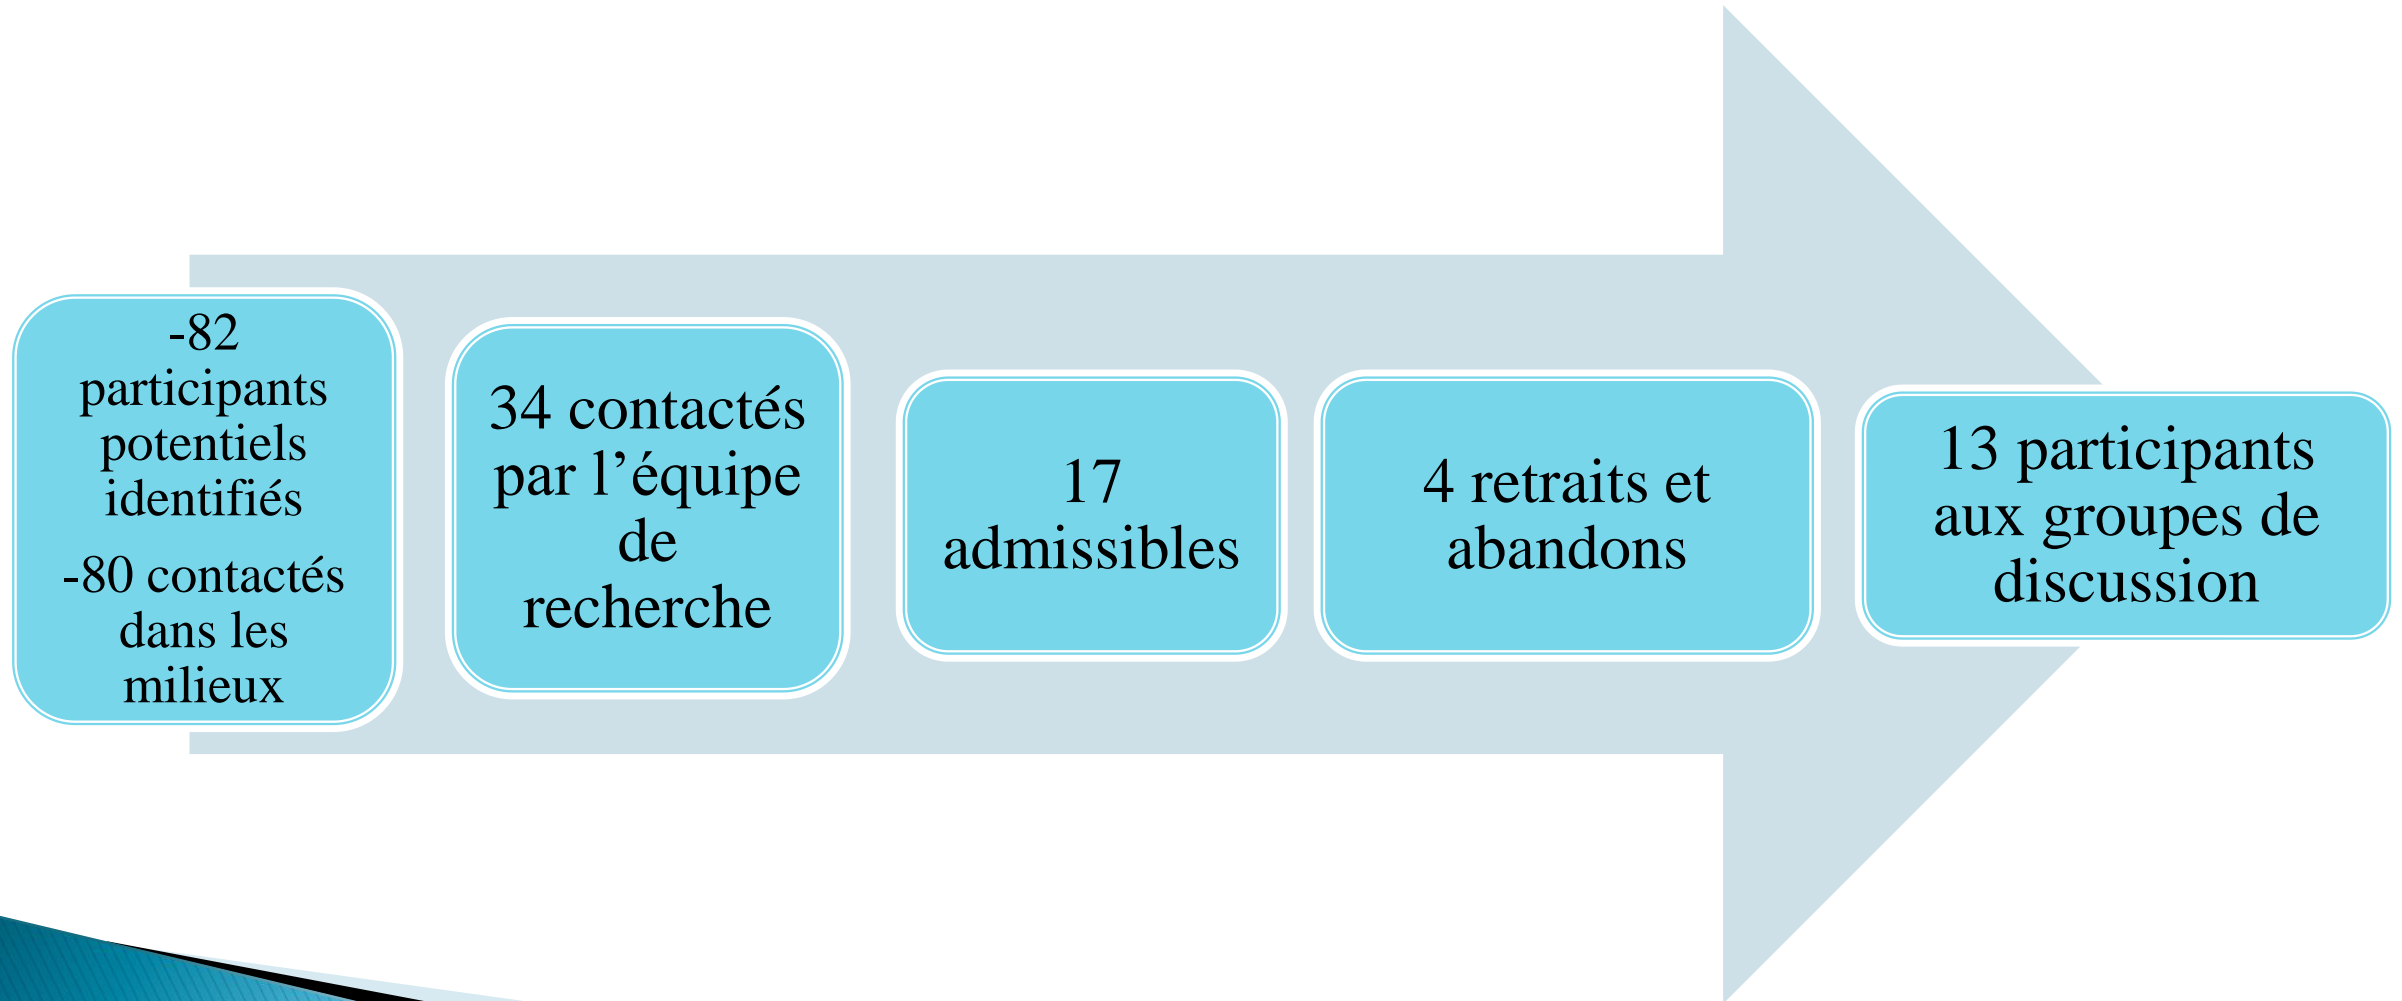 -82
participants
potentiels
identifiés
-80 contactés
dans les
milieux
34 contactés
par l’équipe
de
recherche
17
admissibles
4 retraits et
abandons
13 participants
aux groupes de
discussion